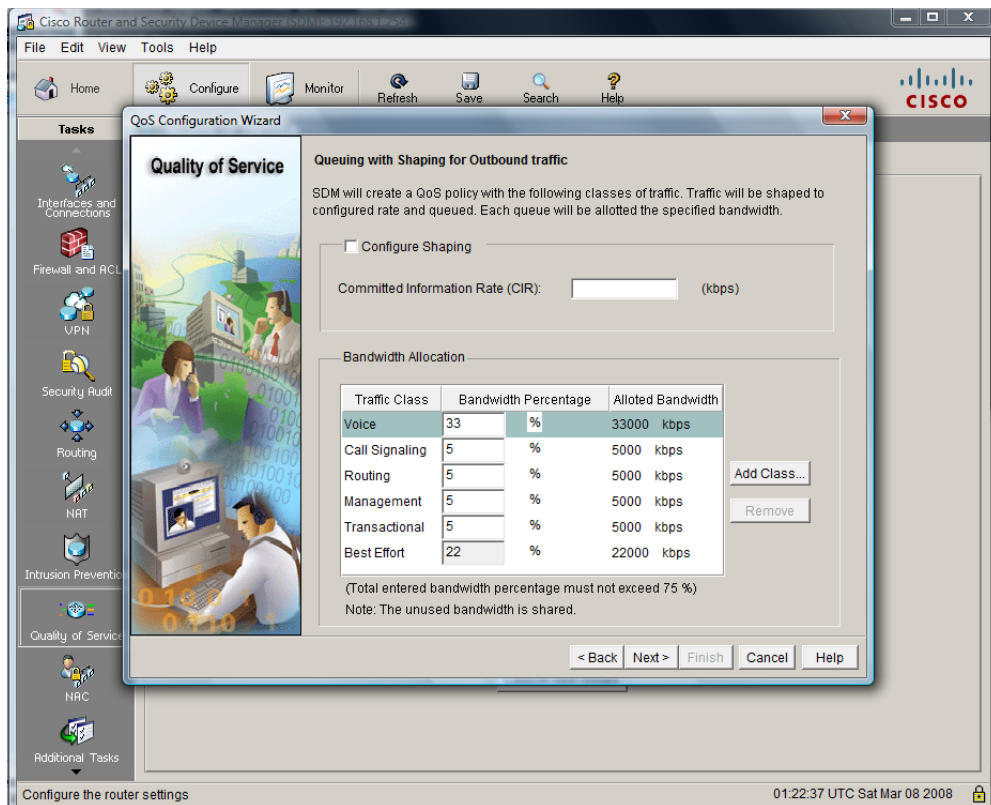 Cisco Router and Security Device Manager (SDM): 192.168.1.254
File Edit View Tools Help
Home Configure Monitor Refresh Save Search Help
CISCO
Tasks
Interfaces and
Connections
Firewall and ACL
VPN
Security Audit
Routing
NAT
Intrusion Preventio
Quality of Service
NAC
Additional Tasks
QoS Configuration Wizard
Quality of Service
Queuing with Shaping for Outbound traffic
SDM will create a QoS policy with the following classes of traffic. Traffic will be shaped to
configured rate and queued. Each queue will be allotted the specified bandwidth.
Configure Shaping
Committed Information Rate (CIR): (kbps)
Bandwidth Allocation
Traffic Class Bandwidth Percentage Alloted Bandwidth
Voice 33 % 33000 kbps
Call Signaling 5 % 5000 kbps
Routing 5 % 5000 kbps
Management 5 % 5000 kbps
Transactional 5 % 5000 kbps
Best Effort 22 % 22000 kbps
Add Class...
Remove
(Total entered bandwidth percentage must not exceed 75 %)
Note: The unused bandwidth is shared.
< Back Next > Finish Cancel Help
Configure the router settings 01:22:37 UTC Sat Mar 08 2008